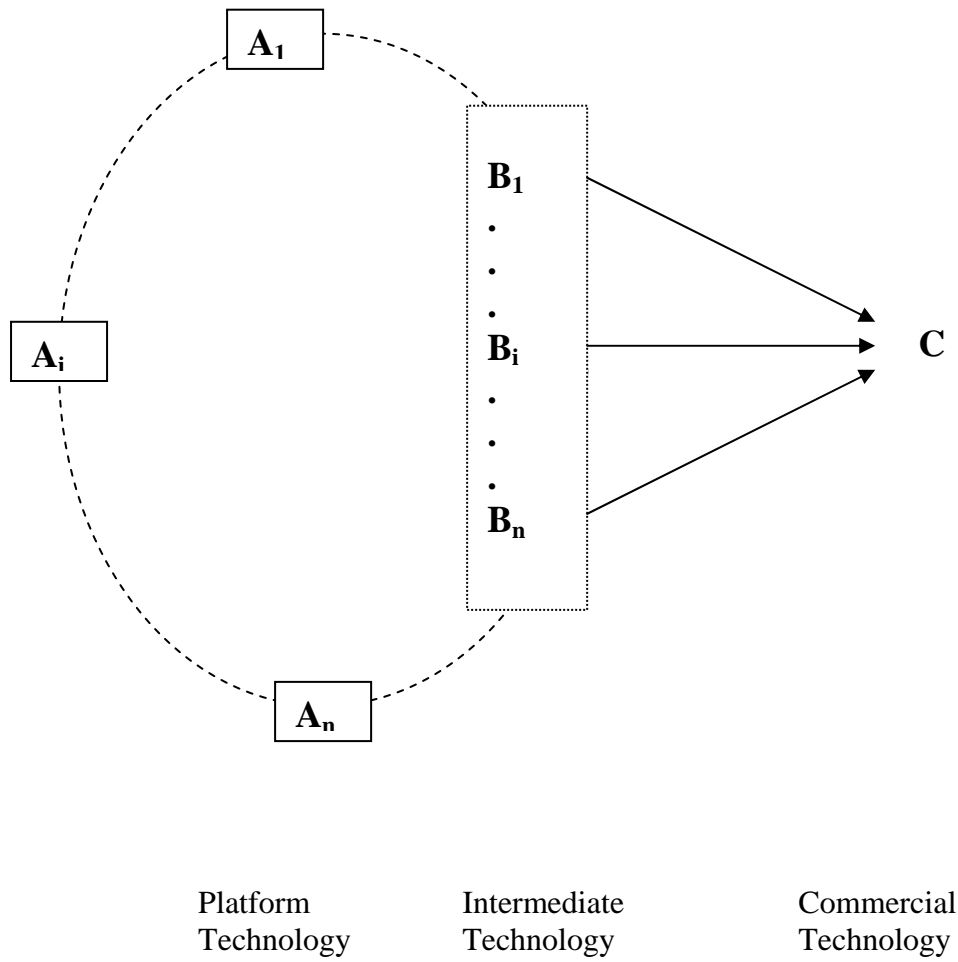 A₁
B₁
.
.
.
Aᵢ
Bᵢ
C
.
.
.
Bₙ
Aₙ
Platform
Technology
Intermediate
Technology
Commercial
Technology